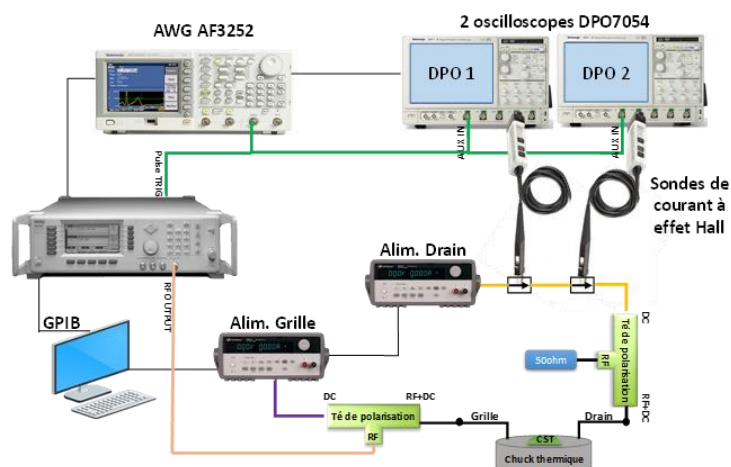 AWG AF3252
2 oscilloscopes DPO7054
DPO 1
DPO 2
AUX IN
AUX IN
Pulse TRIG
Sondes de
courant à
effet Hall
Alim. Drain
RF OUTPUT
GPIB
Alim. Grille
DC
Té de polarisation
RF
50ohm
RF+DC
DC
RF+DC
Té de polarisation
RF
Grille
Drain
CST
Chuck thermique